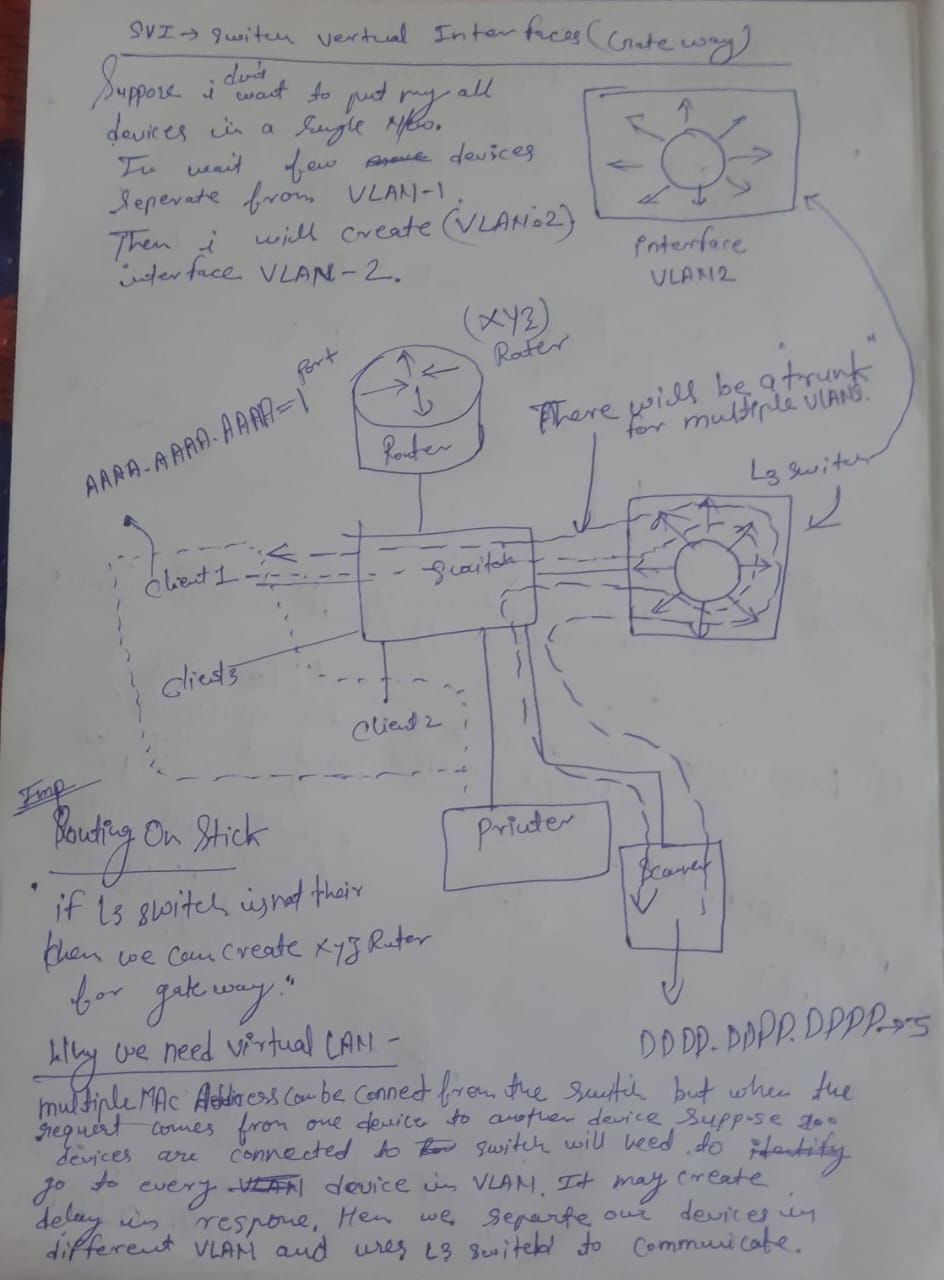 SVI → switch vertual Interfaces (Gate way)
Suppose i don't want to put my all
devices in a single N/w.
I want few devices
seperate from VLAN-1.
Then i will create (VLAN-2)
interface VLAN-2.
interface
VLAN2
(XYZ)
Roter
port
AAAA.AAAA.AAAA=1
Router
There will be a "trunk"
for multiple VLANs.
L3 switch
Switch
Client 1
Client3
Client 2
Printer
Scanner
DDDD.DDDD.DDDD→5
Imp
Routing On Stick
• if L3 switch is not their
then we can create xyz Ruter
for gateway."
Why we need virtual LAN -
multiple MAC Address can be connect from the switch but when the
request comes from one device to another device suppose 200
devices are connected to switch will need to identify
go to every VLAN device in VLAN. It may create
delay in respone. Hen we separte our devices in
different VLAN and uses L3 switch to communicate.